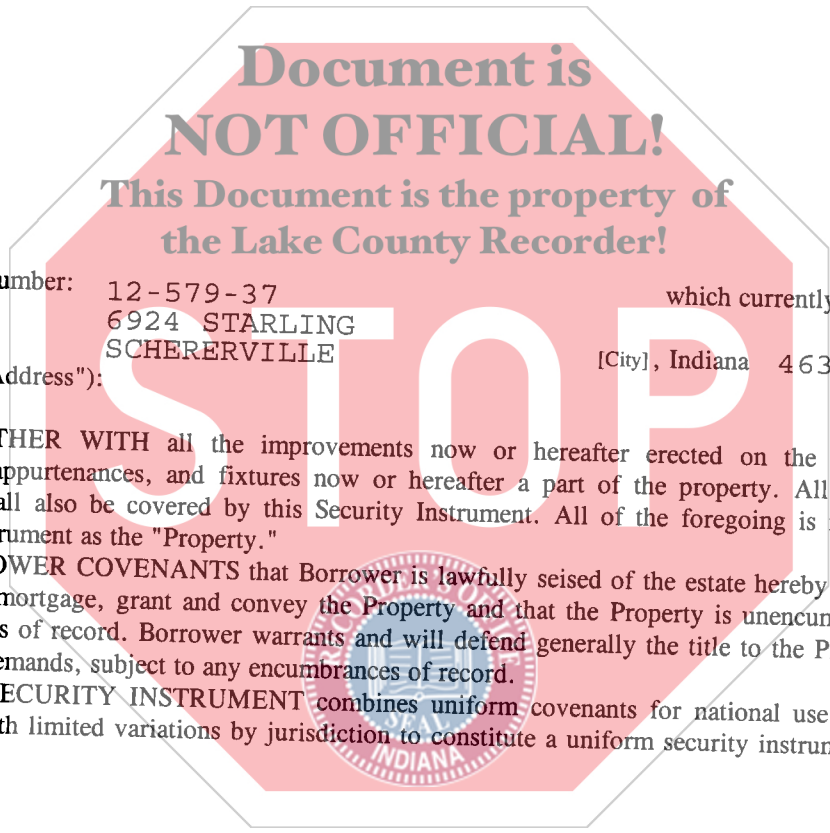 Document is
NOT OFFICIAL!
This Document is the property of
the Lake County Recorder!
umber: 12-579-37 which currently
6924 STARLING
SCHERERVILLE [City], Indiana 463
Address"):
STOP
THER WITH all the improvements now or hereafter erected on the
appurtenances, and fixtures now or hereafter a part of the property. All
all also be covered by this Security Instrument. All of the foregoing is
rument as the "Property."
OWER COVENANTS that Borrower is lawfully seised of the estate hereby
mortgage, grant and convey the Property and that the Property is unencum
s of record. Borrower warrants and will defend generally the title to the P
emands, subject to any encumbrances of record.
ECURITY INSTRUMENT combines uniform covenants for national use
th limited variations by jurisdiction to constitute a uniform security instrum
RECORDER'S OFFICE
SEAL
INDIANA